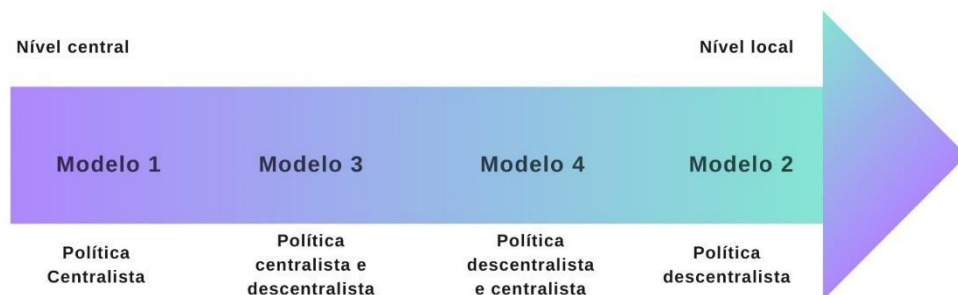 Nível central
Nível local
Modelo 1
Modelo 3
Modelo 4
Modelo 2
Política
Centralista
Política
centralista e
descentralista
Política
descentralista
e centralista
Política
descentralista